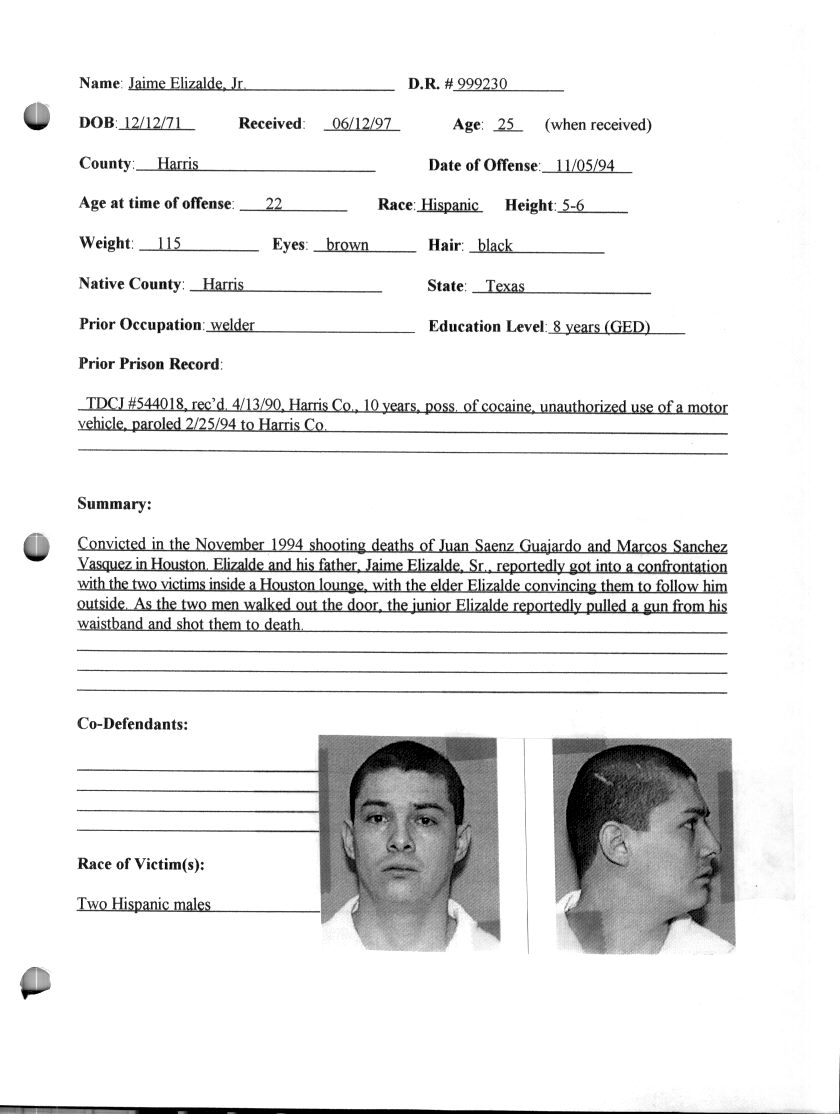 Name: Jaime Elizalde, Jr. D.R. # 999230
DOB: 12/12/71 Received: 06/12/97 Age: 25 (when received)
County: Harris Date of Offense: 11/05/94
Age at time of offense: 22 Race: Hispanic Height: 5-6
Weight: 115 Eyes: brown Hair: black
Native County: Harris State: Texas
Prior Occupation: welder Education Level: 8 years (GED)
Prior Prison Record:
TDCJ #544018, rec'd. 4/13/90, Harris Co., 10 years, poss. of cocaine, unauthorized use of a motor
vehicle, paroled 2/25/94 to Harris Co.
Summary:
Convicted in the November 1994 shooting deaths of Juan Saenz Guajardo and Marcos Sanchez
Vasquez in Houston. Elizalde and his father, Jaime Elizalde, Sr., reportedly got into a confrontation
with the two victims inside a Houston lounge, with the elder Elizalde convincing them to follow him
outside. As the two men walked out the door, the junior Elizalde reportedly pulled a gun from his
waistband and shot them to death.
Co-Defendants:
Race of Victim(s):
Two Hispanic males